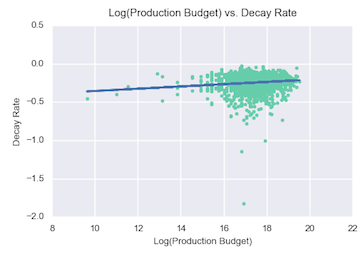 Log(Production Budget) vs. Decay Rate
0.5
0.0
−0.5
−1.0
−1.5
−2.0
Decay Rate
8 10 12 14 16 18 20 22
Log(Production Budget)